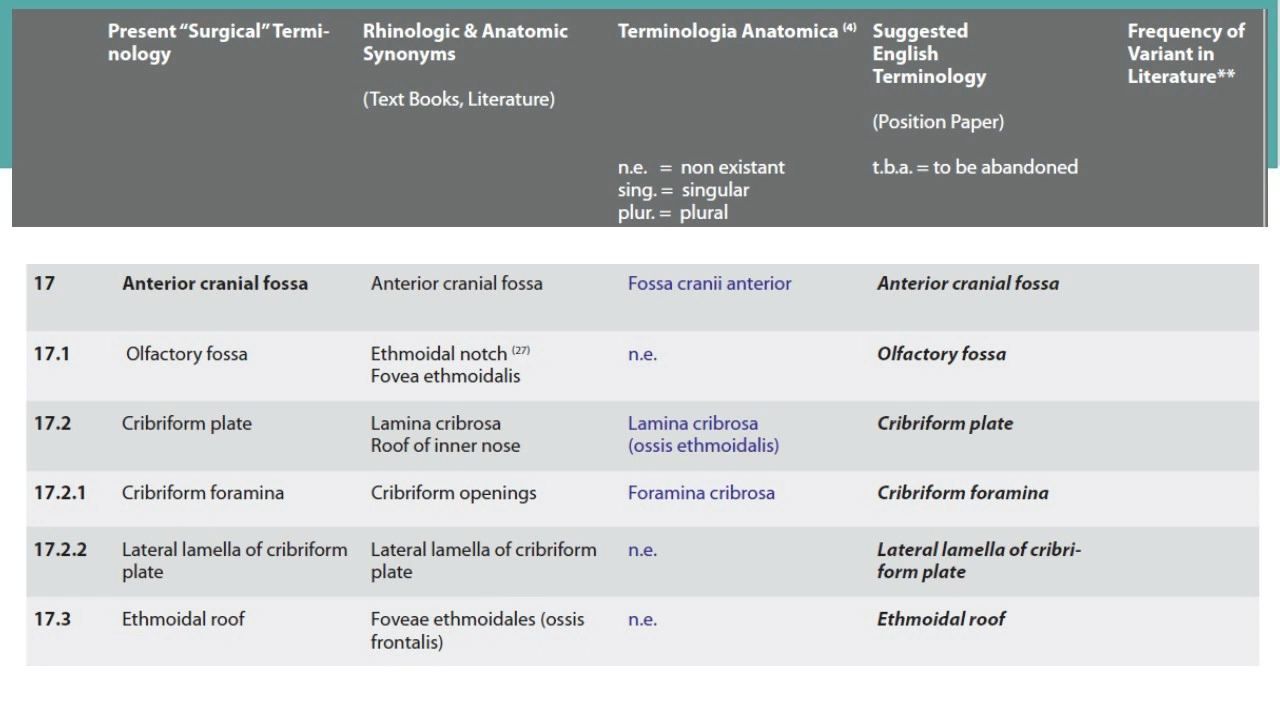 Present “Surgical” Termi-
nology
Rhinologic & Anatomic
Synonyms
(Text Books, Literature)
Terminologia Anatomica (4)
n.e. = non existant
sing. = singular
plur. = plural
Suggested
English
Terminology
(Position Paper)
t.b.a. = to be abandoned
Frequency of
Variant in
Literature**
17
Anterior cranial fossa
Anterior cranial fossa
Fossa cranii anterior
Anterior cranial fossa
17.1
Olfactory fossa
Ethmoidal notch (27)
Fovea ethmoidalis
n.e.
Olfactory fossa
17.2
Cribriform plate
Lamina cribrosa
Roof of inner nose
Lamina cribrosa
(ossis ethmoidalis)
Cribriform plate
17.2.1
Cribriform foramina
Cribriform openings
Foramina cribrosa
Cribriform foramina
17.2.2
Lateral lamella of cribriform
plate
Lateral lamella of cribriform
plate
n.e.
Lateral lamella of cribri-
form plate
17.3
Ethmoidal roof
Foveae ethmoidales (ossis
frontalis)
n.e.
Ethmoidal roof